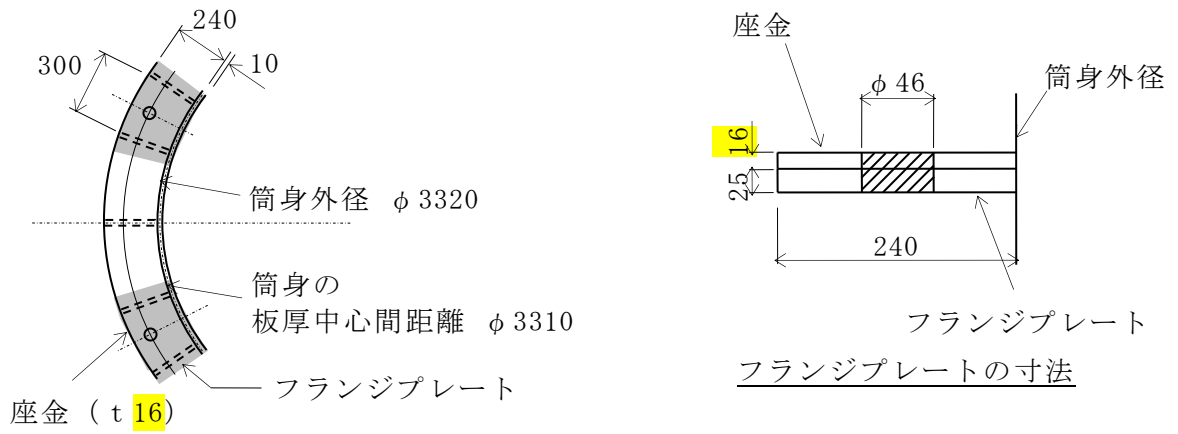 240
10
300
筒身外径 φ3320
筒身の
板厚中心間距離 φ3310
フランジプレート
座金（t16）
座金
φ46
筒身外径
16
25
240
フランジプレート
フランジプレートの寸法